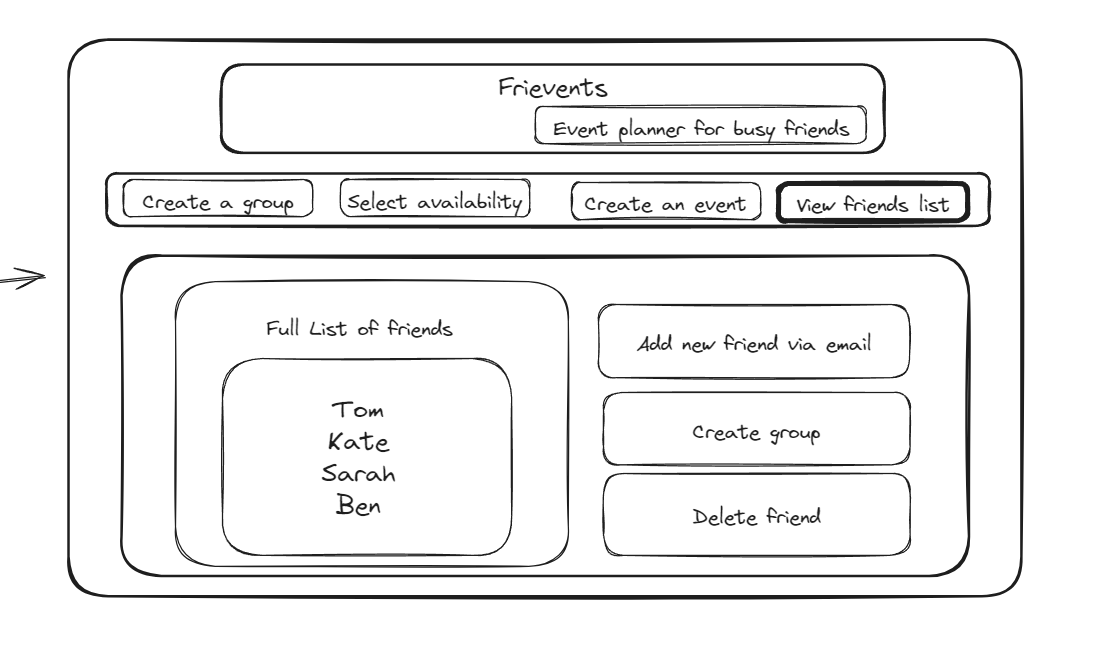 Frievents
Event planner for busy friends
Create a group
Select availability
Create an event
View friends list
Full List of friends
Tom
Kate
Sarah
Ben
Add new friend via email
Create group
Delete friend